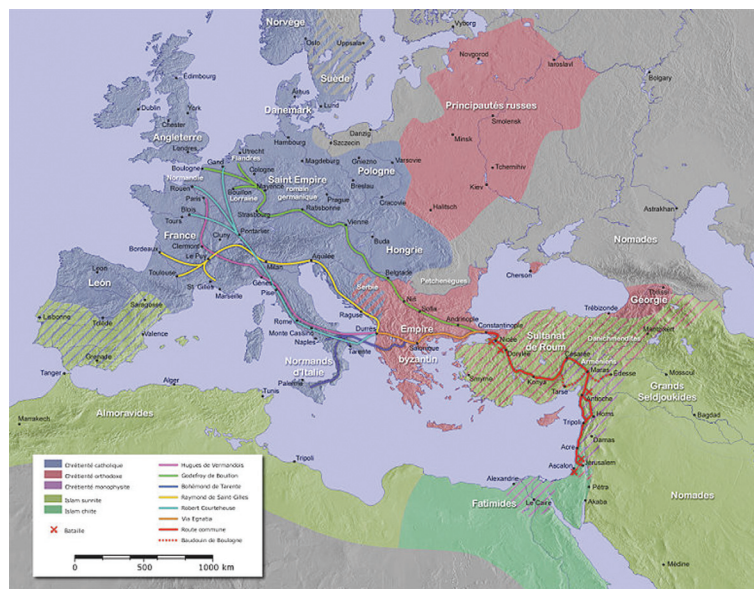 Norvège
Oslo
Uppsala
Suède
Vyborg
Novgorod
Iaroslavl
Bolgary
Principautés russes
Smolensk
Minsk
Tchernihiv
Kiev
Halitsch
Édimbourg
Dublin
York
Chester
Angleterre
Londres
Danemark
Århus
Lund
Danzig
Szczecin
Hambourg
Utrecht
Gand
Flandres
Boulogne
Cologne
Magdeburg
Gniezno
Varsovie
Pologne
Saint Empire
romain
germanique
Mayence
Bouillon
Lorraine
Breslau
Prague
Cracovie
Normandie
Rouen
Paris
Blois
Tours
Strasbourg
Ratisbonne
Vienne
Pontarlier
France
Cluny
Clermont
Le Puy
Buda
Hongrie
Astrakhan
Nomades
Petchenègues
Cherson
Bordeaux
Toulouse
St. Gilles
Marseille
Milan
Aquilée
Gênes
Pise
Belgrade
Serbie
Raguse
Niš
Sofia
Andrinople
Constantinople
Leon
León
Saragosse
Lisbonne
Tolède
Valence
Grenade
Rome
Monte Cassino
Naples
Tarente
Durrës
Empire
byzantin
Salonique
Normands
d'Italie
Palerme
Nicée
Dorylée
Sultanat
de Roum
Smyrne
Konya
Césarée
Tarse
Trébizonde
Géorgie
Danichmendites
Mantzikert
Arméniens
Maras
Edesse
Mossoul
Grands
Seldjoukides
Bagdad
Antioche
Homs
Tripoli
Damas
Acre
Ascalon
Jérusalem
Pétra
Akaba
Nomades
Médine
Alexandrie
Fatimides
Le Caire
Tanger
Alger
Tunis
Almoravides
Marrakech
Tripoli
Chrétienté catholique
Chrétienté orthodoxe
Chrétienté monophysite
Islam sunnite
Islam chiite
Bataille
Hugues de Vermandois
Godefroy de Bouillon
Bohémond de Tarente
Raymond de Saint-Gilles
Robert Courteheuse
Via Egnatia
Route commune
Baudouin de Boulogne
0 500 1000 km